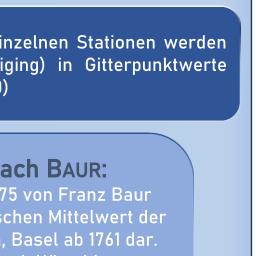 inzelnen Stationen werden
iging) in Gitterpunktwerte
)
ach BAUR:
75 von Franz Baur
schen Mittelwert der
, Basel ab 1761 dar.